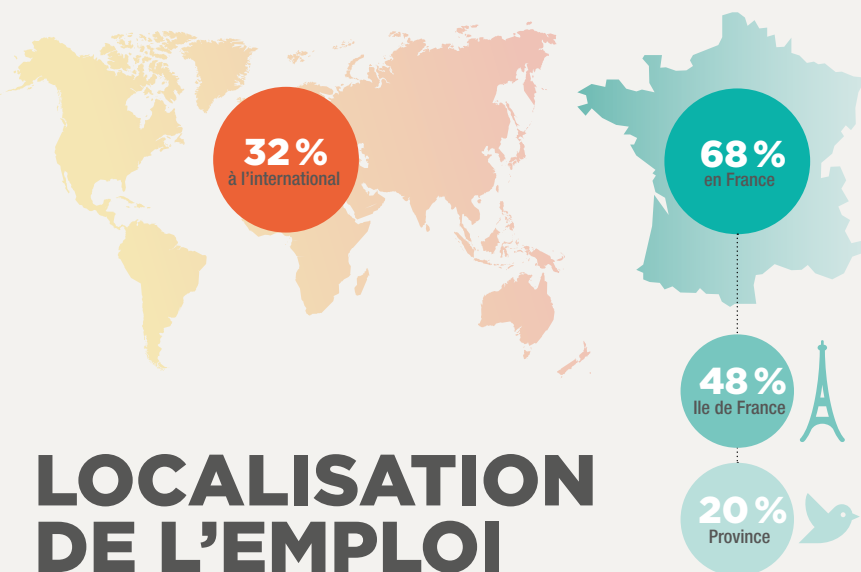 32 %
à l'international
68 %
en France
48 %
Ile de France
20 %
Province
LOCALISATION
DE L'EMPLOI